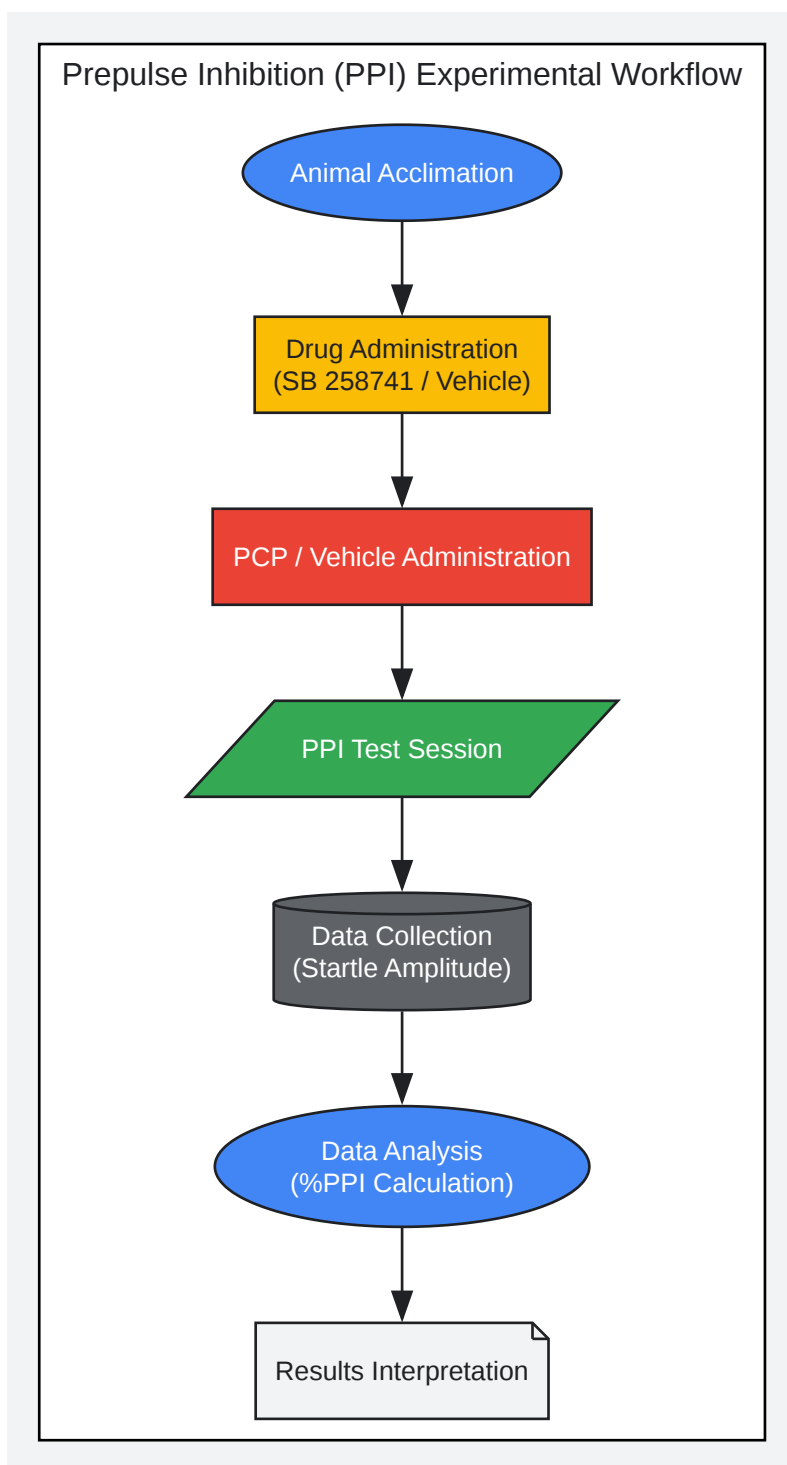 Prepulse Inhibition (PPI) Experimental Workflow
Animal Acclimation
Drug Administration
(SB 258741 / Vehicle)
PCP / Vehicle Administration
PPI Test Session
Data Collection
(Startle Amplitude)
Data Analysis
(%PPI Calculation)
Results Interpretation